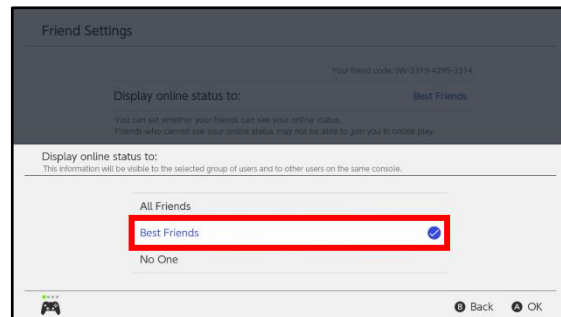 Friend Settings
Your friend code: SW-3319-4295-3314
Display online status to:
Best Friends
You can set whether your friends can see your online status.
Friends who cannot see your online status may not be able to join you in online play.
Display online status to:
This information will be visible to the selected group of users and to other users on the same console.
All Friends
Best Friends
No One
B Back A OK